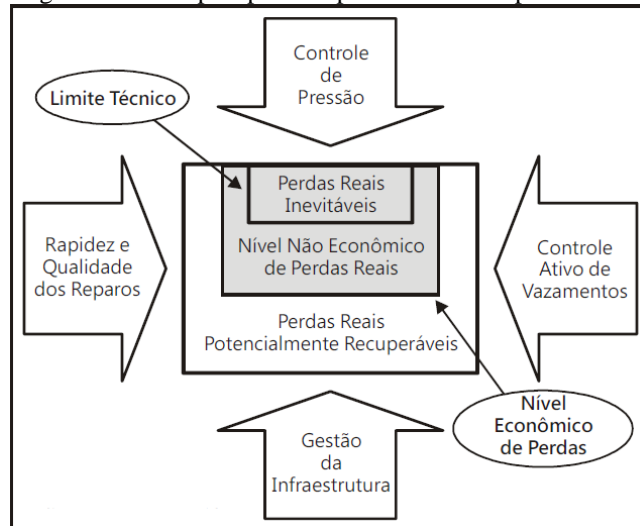 Controle
de
Pressão
Limite Técnico
Perdas Reais
Inevitáveis
Rapidez e
Qualidade
dos Reparos
Nível Não Econômico
de Perdas Reais
Controle
Ativo de
Vazamentos
Perdas Reais
Potencialmente Recuperáveis
Nível
Econômico
de Perdas
Gestão
da
Infraestrutura